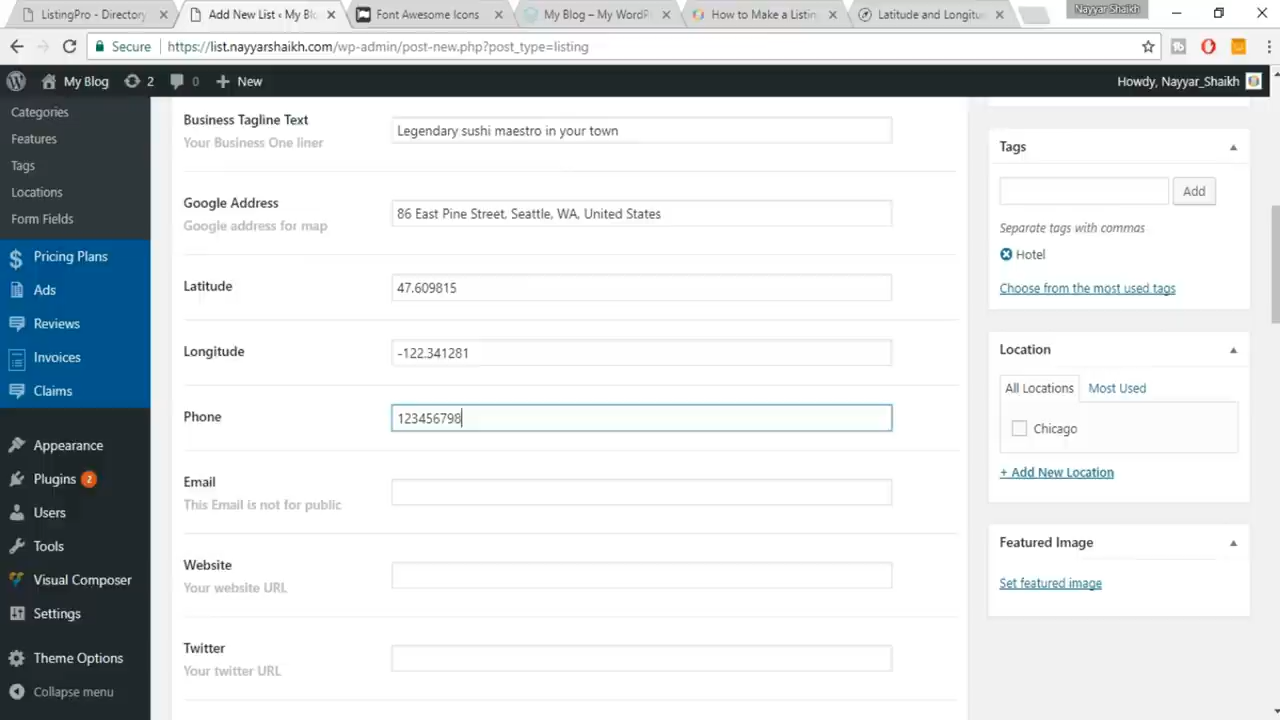 ListingPro - Directory
Add New List ‹ My Blo
Font Awesome Icons
My Blog – My WordP
How to Make a Listin
Latitude and Longitu
Nayyar Shaikh
Secure
https://list.nayyarshaikh.com/wp-admin/post-new.php?post_type=listing
My Blog
2
0
New
Howdy, Nayyar_Shaikh
Categories
Features
Tags
Locations
Form Fields
Pricing Plans
Ads
Reviews
Invoices
Claims
Appearance
Plugins 2
Users
Tools
Visual Composer
Settings
Theme Options
Collapse menu
Business Tagline Text
Your Business One liner
Legendary sushi maestro in your town
Google Address
Google address for map
86 East Pine Street, Seattle, WA, United States
Latitude
47.609815
Longitude
-122.341281
Phone
123456798
Email
This Email is not for public
Website
Your website URL
Twitter
Your twitter URL
Tags
Add
Separate tags with commas
Hotel
Choose from the most used tags
Location
All Locations
Most Used
Chicago
+ Add New Location
Featured Image
Set featured image